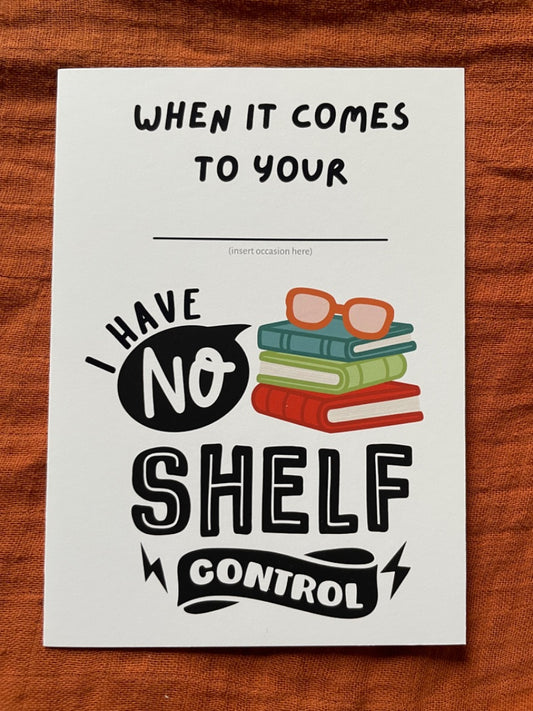 WHEN IT COMES
TO YOUR
(insert occasion here)
I HAVE
NO
SHELF
CONTROL